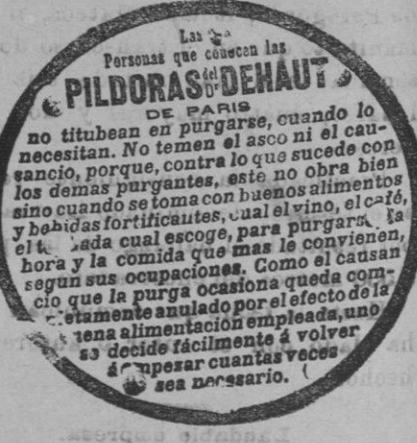 Las
Personas que conocen las
PILDORAS del Dr DEHAUT
DE PARIS
no titubean en purgarse, cuando lo
necesitan. No temen el asco ni el cau-
sancio, porque, contra lo que sucede con
los demas purgantes, este no obra bien
sino cuando se toma con buenos alimentos
y bebidas fortificantes, cual el vino, el café,
el té. Cada cual escoge, para purgarse, la
hora y la comida que mas le convienen,
segun sus ocupaciones. Como el causan
cio que la purga ocasiona queda com-
pletamente anulado por el efecto de la
buena alimentación empleada, uno
se decide fácilmente á volver
á empezar cuantas veces
sea necesario.